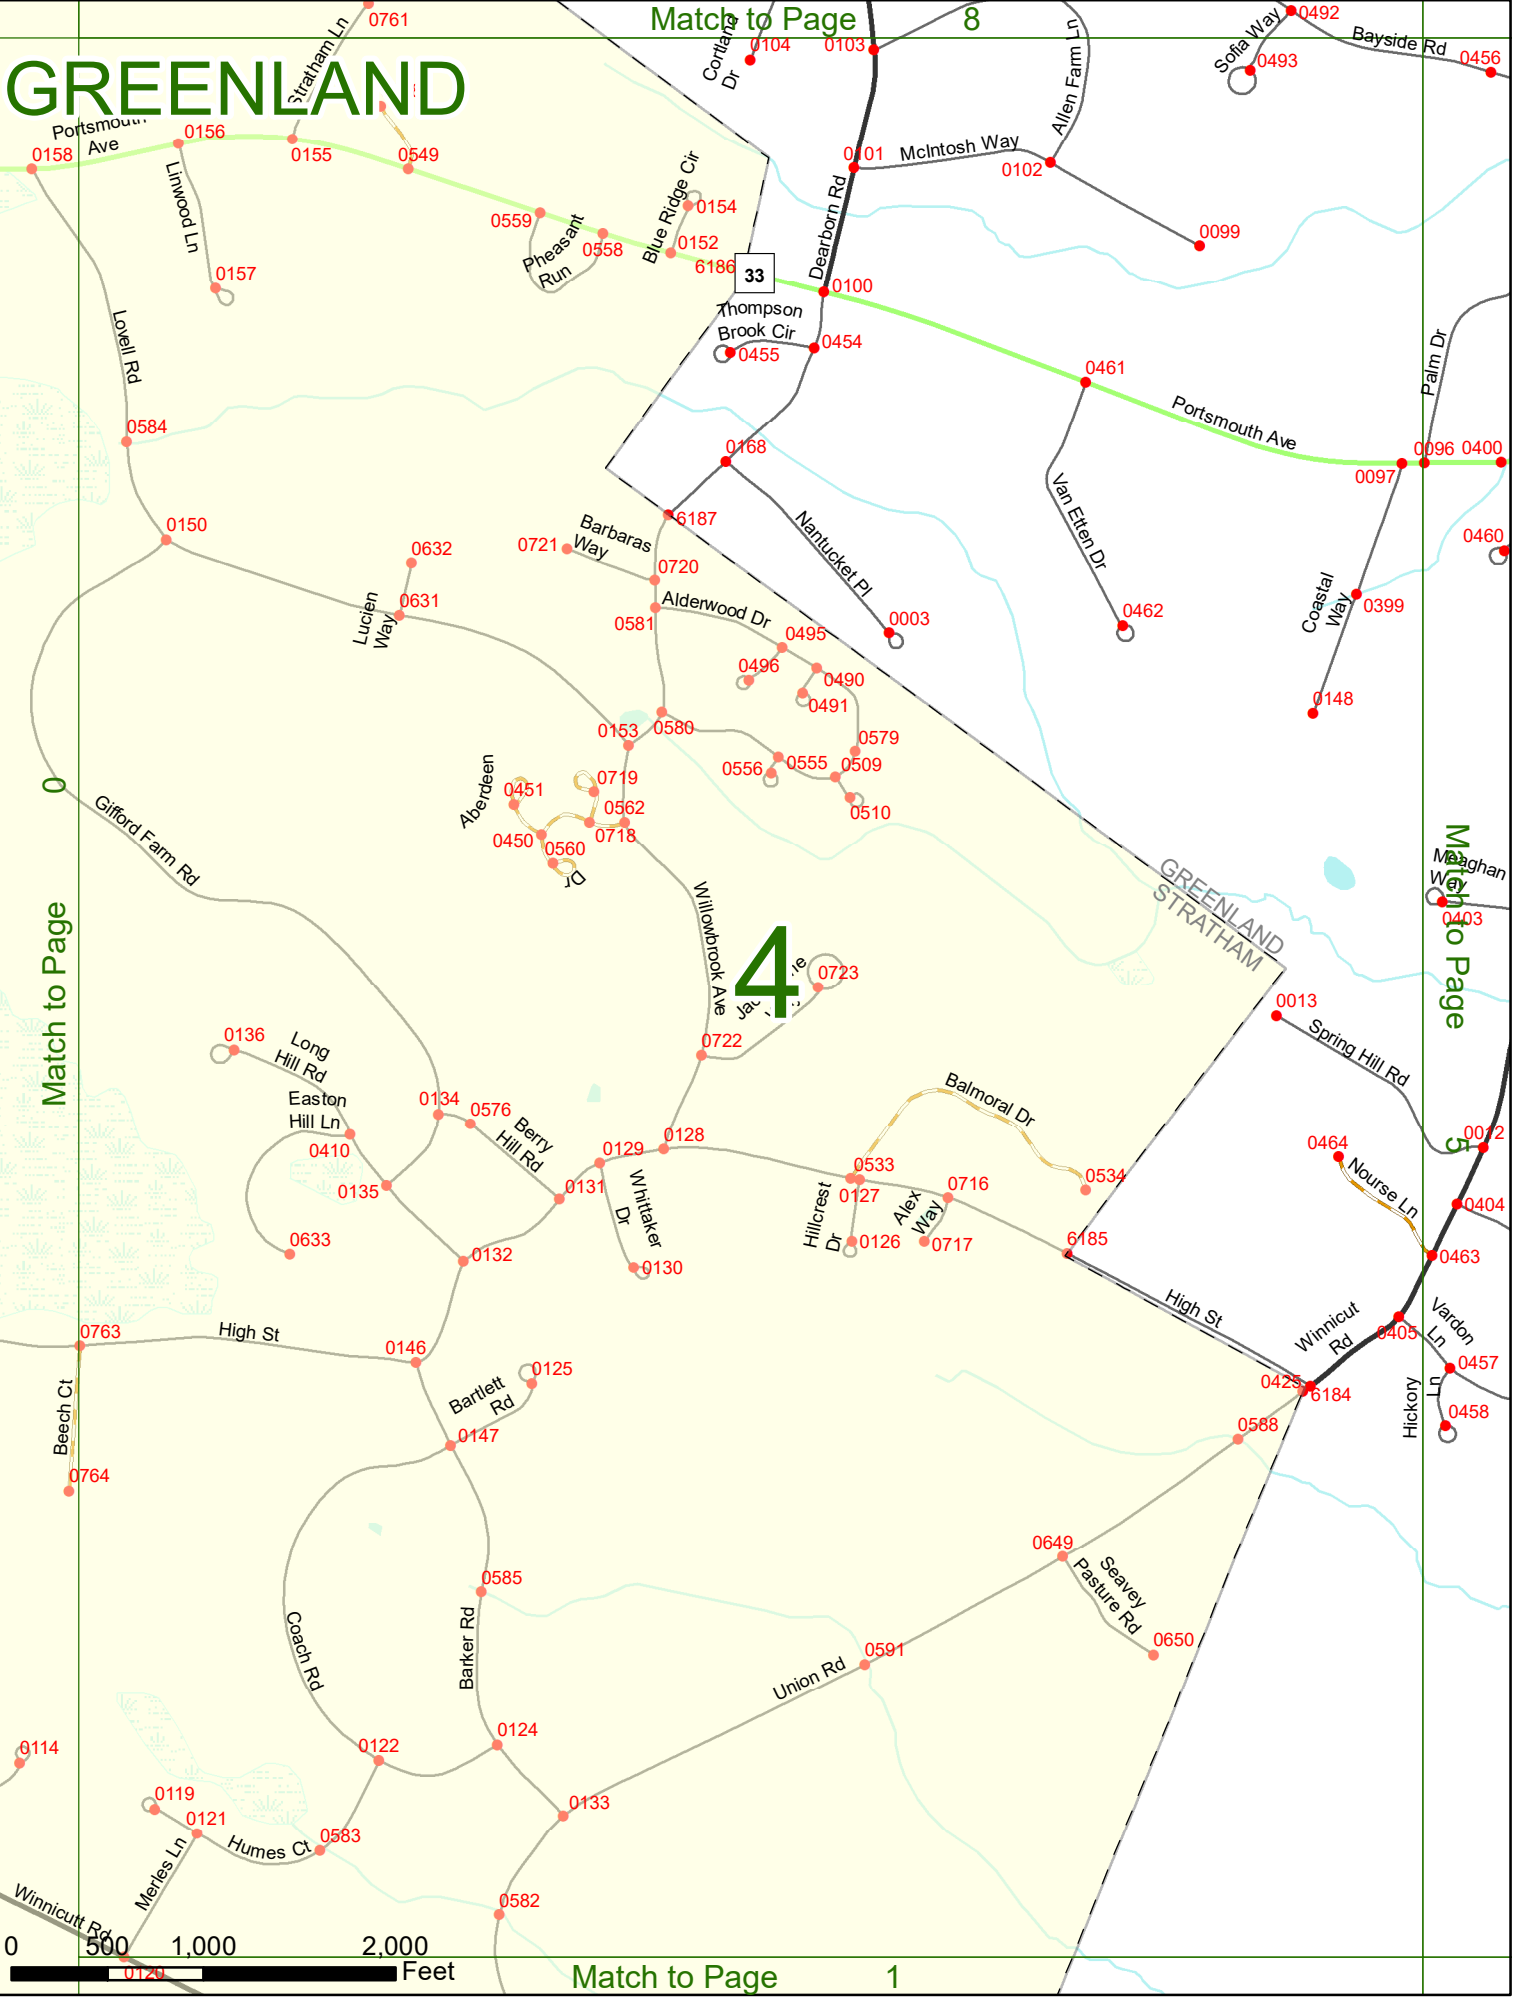 0761
Match to Page 8
0104
0103
0492
Bayside Rd
0456
Stratham Ln
Cortland
Dr
Allen Farm Ln
Sofia Way
0493
GREENLAND
Portsmouth
Ave
0158
0156
0155
0549
0101
McIntosh Way
0102
Linwood Ln
0559
Pheasant
Run
0558
Blue Ridge Cir
0154
0152
6186
33
Dearborn Rd
0099
0157
0100
Thompson
Brook Cir
0455
0454
Lovell Rd
0461
Portsmouth Ave
Palm Dr
0584
0168
0097
0096
0400
0150
0632
0721
Barbaras
Way
6187
Nantucket Pl
Van Etten Dr
0460
0720
Lucien
Way
0631
0581
Alderwood Dr
0495
0003
0462
Coastal
Way
0399
0496
0490
0491
0148
0153
0580
0579
0556
0555
0509
0510
0
Gifford Farm Rd
Aberdeen
Dr
0451
0719
0562
0450
0718
0560
Willowbrook Ave
GREENLAND
STRATHAM
Meaghan
Way
0403
Match to Page
Match to Page
4
0723
0013
Spring Hill Rd
0136
Long
Hill Rd
0722
Easton
Hill Ln
0410
0134
0576
Berry
Hill Rd
Balmoral Dr
0012
5
0464
Nourse Ln
0129
0128
0135
0131
0533
0127
0534
0716
Whittaker
Dr
Hillcrest
Dr
Alex
Way
0404
0633
0132
0130
0126
0717
6185
0463
High St
Winnicut
Rd
0405
Vardon
Ln
0763
High St
0146
0125
Bartlett
Rd
0425
6184
0457
Hickory
Ln
0458
Beech Ct
0147
0588
0764
0649
Seavey
Pasture Rd
0585
Coach Rd
Barker Rd
Union Rd
0591
0650
0114
0122
0124
0119
0121
0133
Humes Ct
0583
Merles Ln
Winnicutt Rd
0582
0 500 1,000 2,000
Feet
0120
Match to Page 1